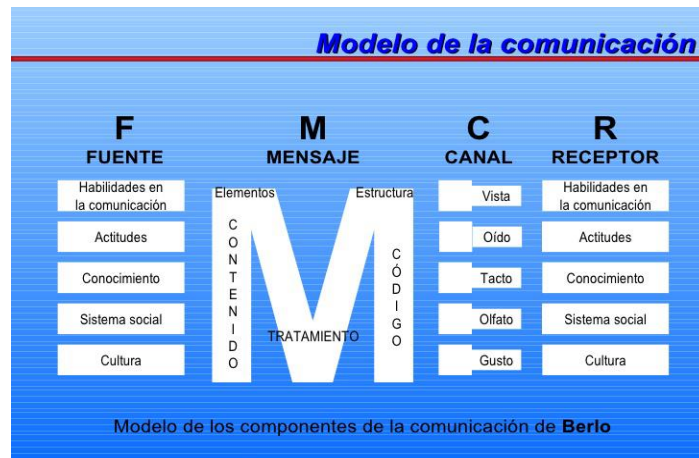 Modelo de la comunicación
F
FUENTE
Habilidades en
la comunicación
Actitudes
Conocimiento
Sistema social
Cultura
M
MENSAJE
Elementos
Estructura
CONTENIDO
TRATAMIENTO
CÓDIGO
C
CANAL
Vista
Oído
Tacto
Olfato
Gusto
R
RECEPTOR
Habilidades en
la comunicación
Actitudes
Conocimiento
Sistema social
Cultura
Modelo de los componentes de la comunicación de Berlo